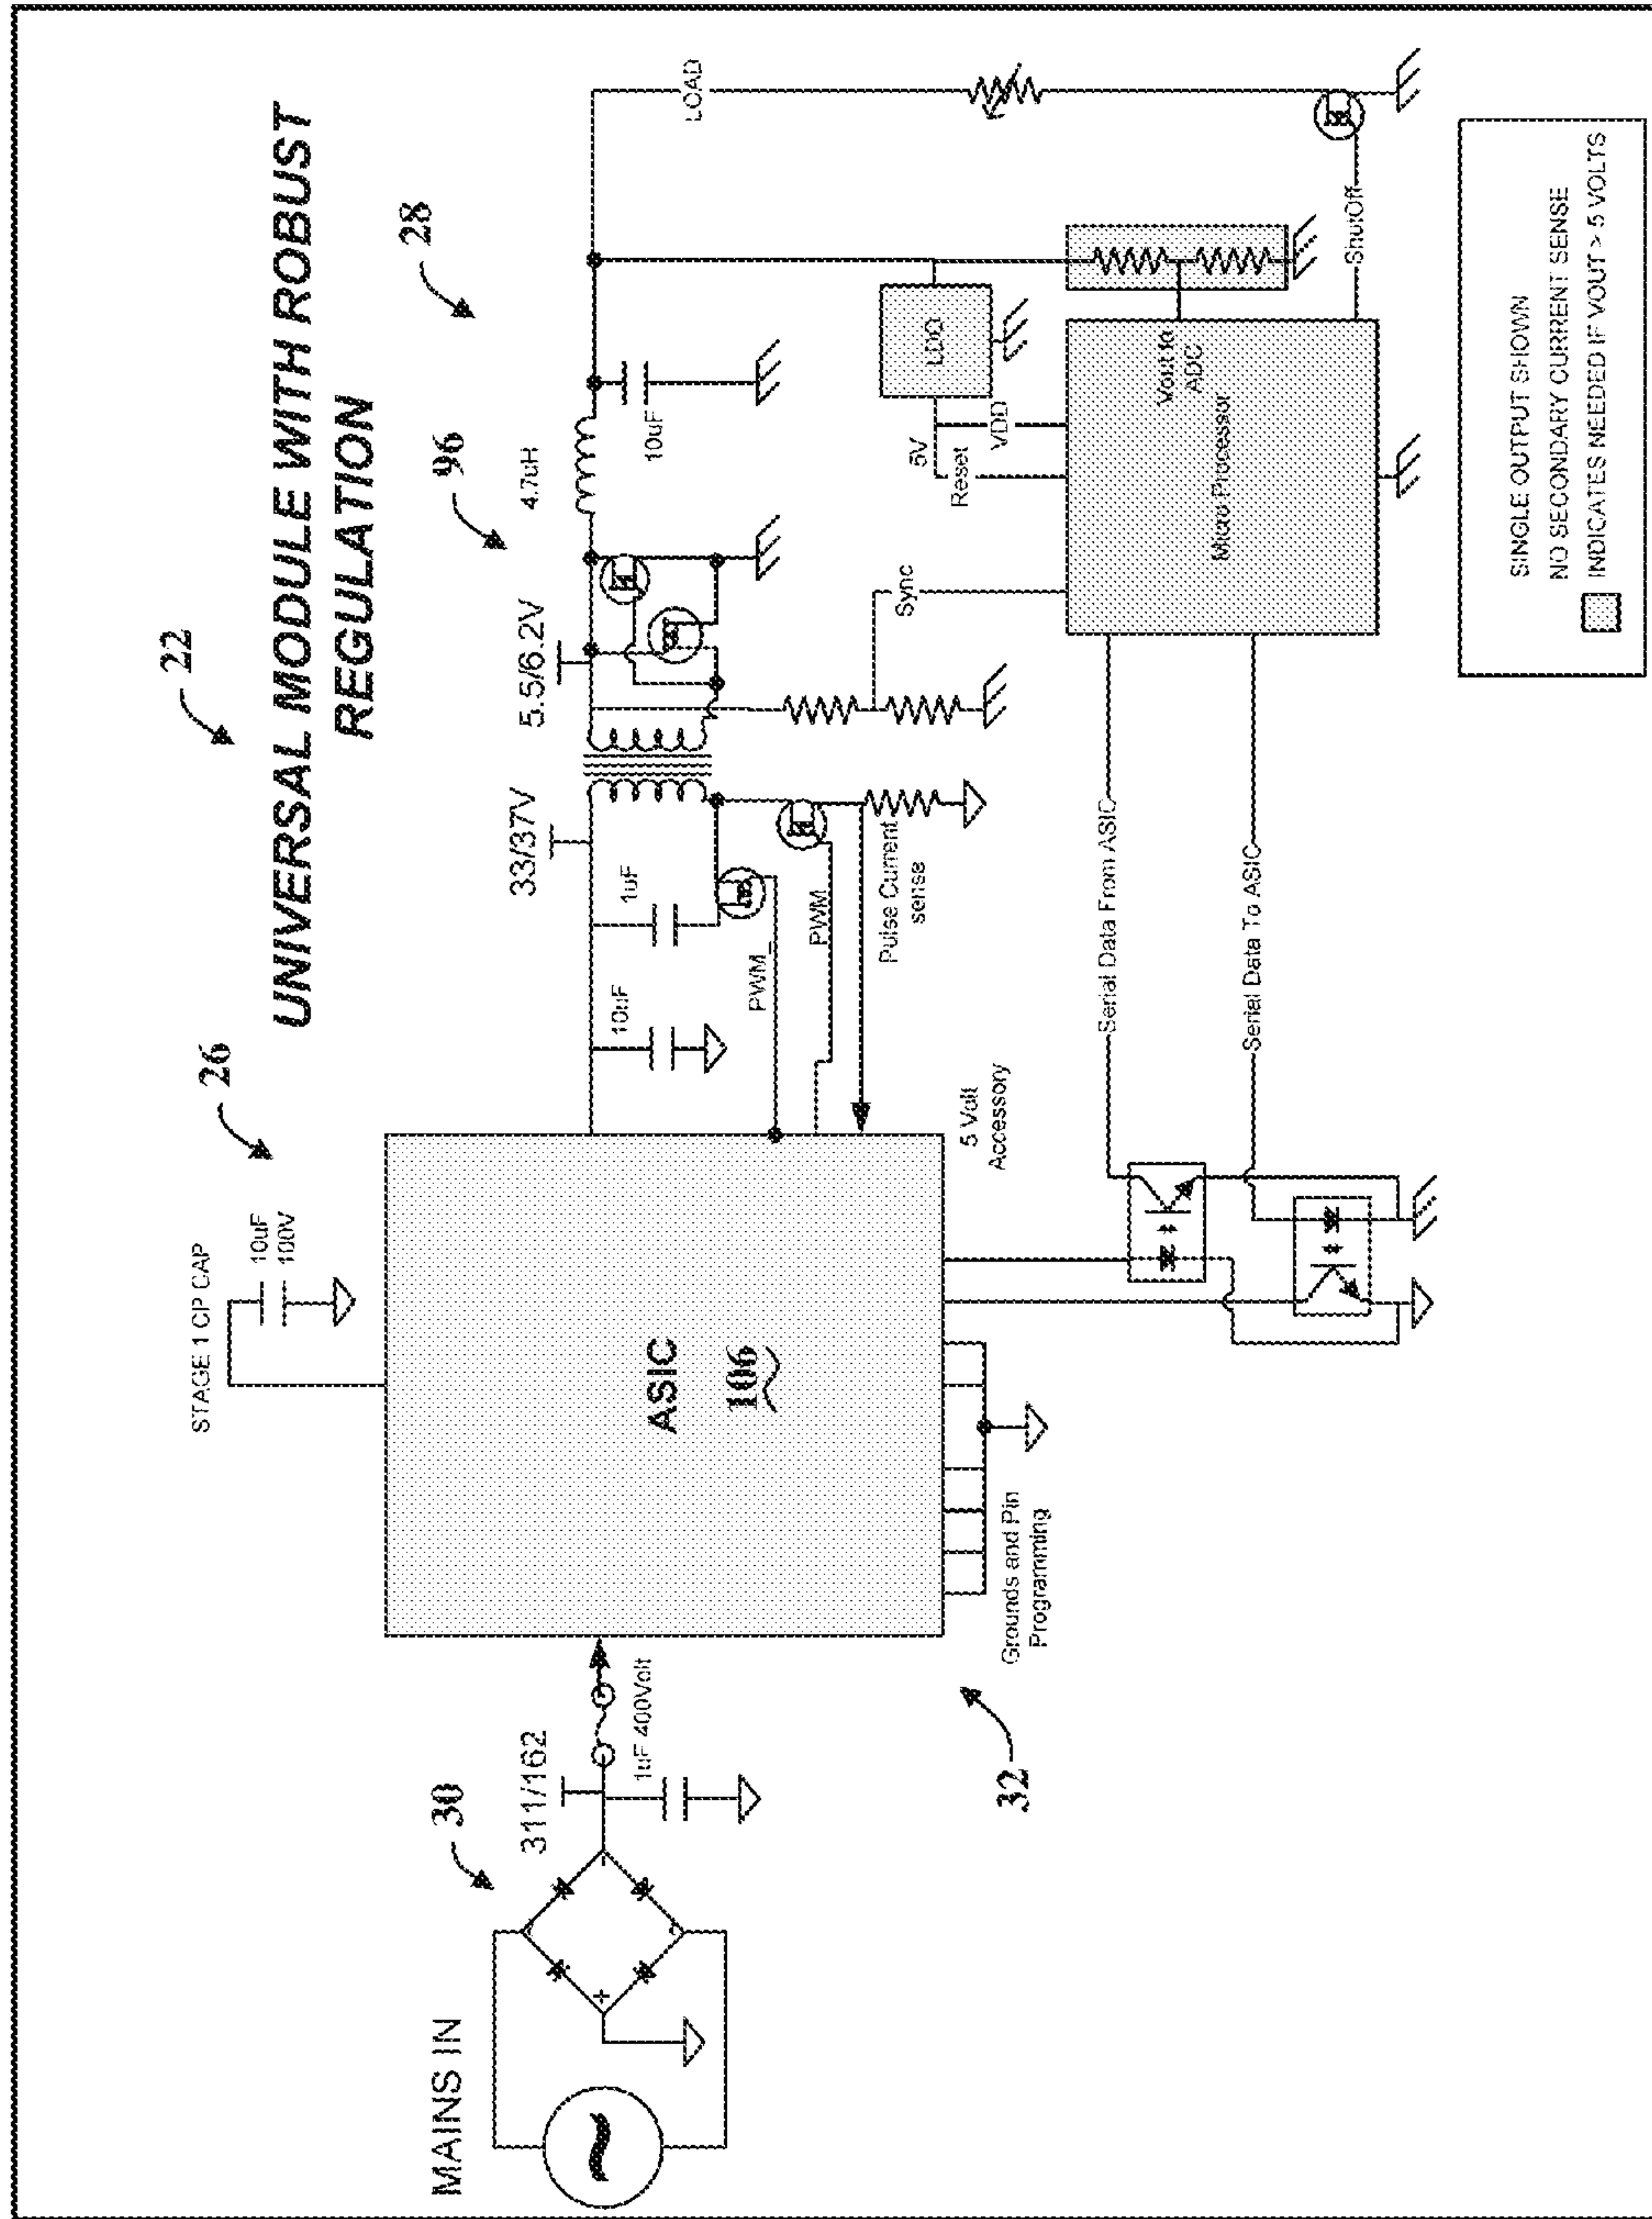 UNIVERSAL MODULE WITH ROBUST
REGULATION
22
26
28
96
30
32
MAINS IN
+
-
311/162
1uF 400Volt
STAGE 1 CP CAP
10uF
100V
ASIC
106
Grounds and Pin
Programming
5 Volt
Accessory
10uF
1uF
33/37V
PWM_
PWM
Pulse Current
sense
5.5/6.2V
4.7uH
10uF
LOAD
Sync
5V
Reset
VDD
LDO
Vout to
ADC
Micro Processor
ShutOff
Serial Data From ASIC
Serial Data To ASIC
SINGLE OUTPUT SHOWN
NO SECONDARY CURRENT SENSE
INDICATES NEEDED IF VOUT > 5 VOLTS